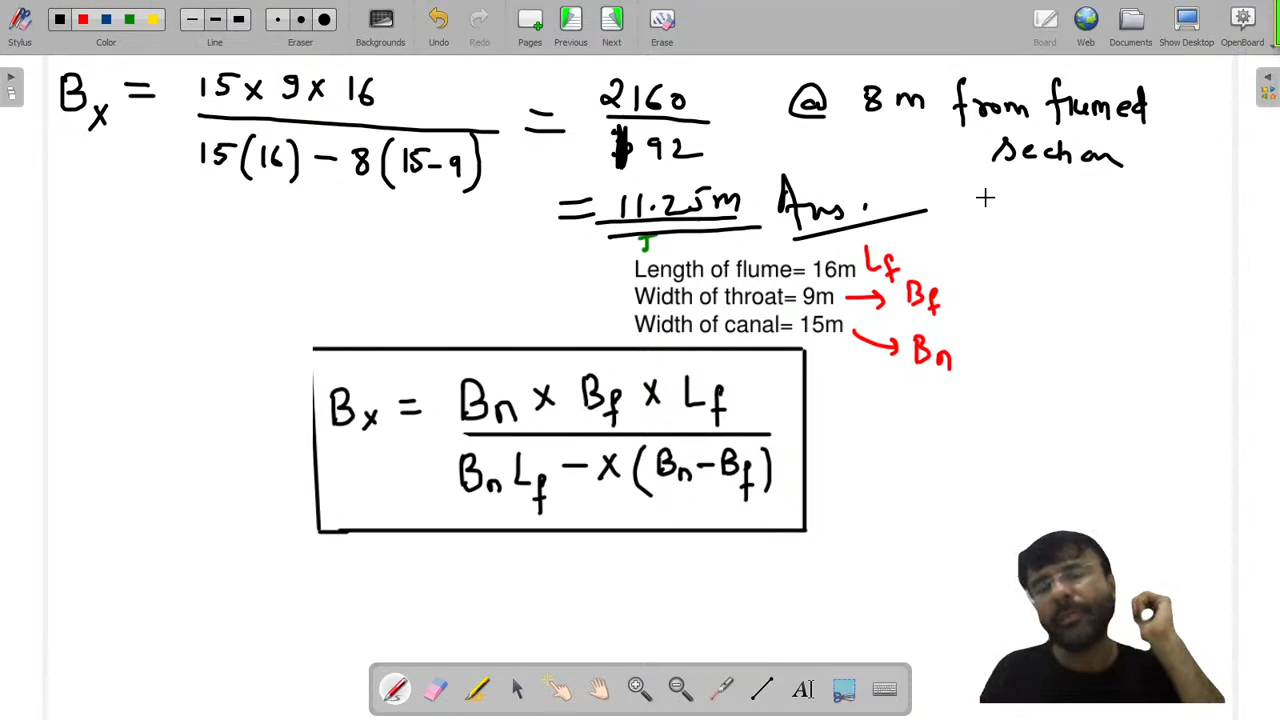 Stylus Color Line Eraser Backgrounds Undo Redo Pages Previous Next Erase Board Web Documents Show Desktop OpenBoard
Bx = 15 x 9 x 16 / 15(16) - 8(15-9) = 2160 / 192 @ 8m from flumed
section
= 11.25m Ans.
Length of flume= 16m Lf
Width of throat= 9m → Bf
Width of canal= 15m → Bn
Bx = Bn x Bf x Lf / BnLf - x(Bn-Bf)